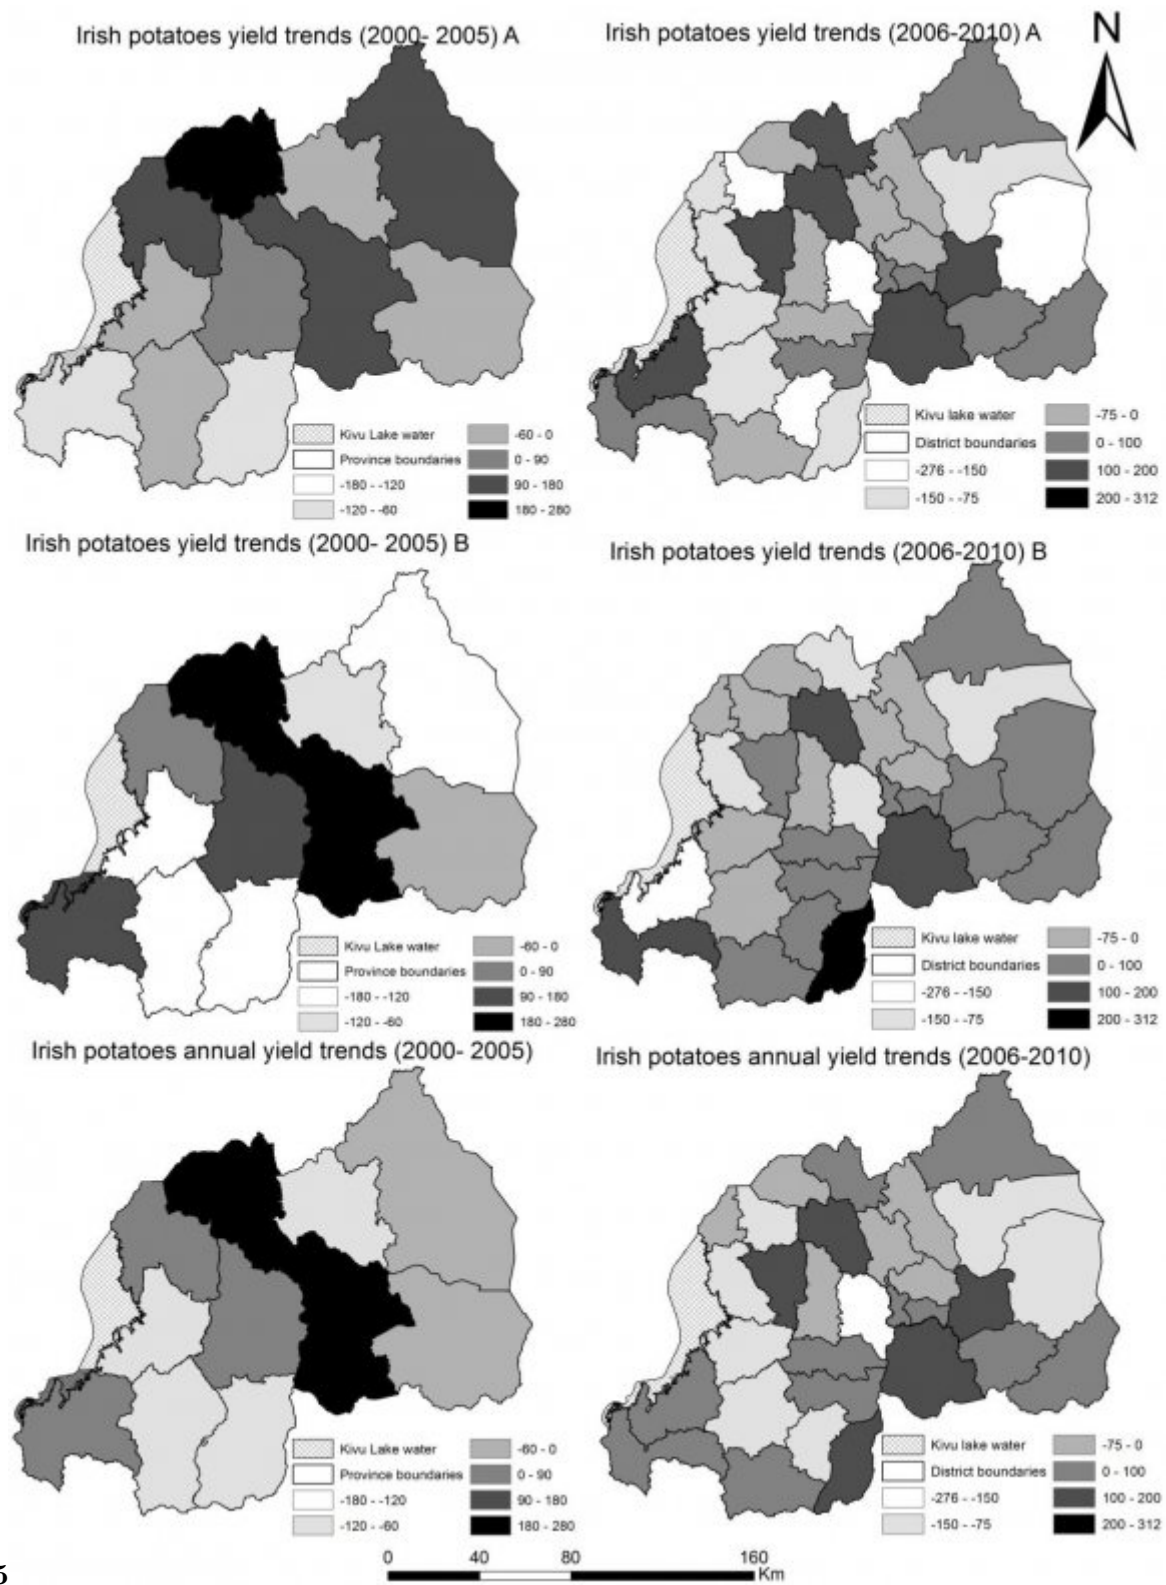 Irish potatoes yield trends (2000- 2005) A
Irish potatoes yield trends (2006-2010) A
N
Kivu Lake water
-60 - 0
Province boundaries
0 - 90
-180 - -120
90 - 180
-120 - -60
180 - 280
Kivu lake water
-75 - 0
District boundaries
0 - 100
-276 - -150
100 - 200
-150 - -75
200 - 312
Irish potatoes yield trends (2000- 2005) B
Irish potatoes yield trends (2006-2010) B
Kivu Lake water
-60 - 0
Province boundaries
0 - 90
-180 - -120
90 - 180
-120 - -60
180 - 280
Kivu lake water
-75 - 0
District boundaries
0 - 100
-276 - -150
100 - 200
-150 - -75
200 - 312
Irish potatoes annual yield trends (2000- 2005)
Irish potatoes annual yield trends (2006-2010)
Kivu Lake water
-60 - 0
Province boundaries
0 - 90
-180 - -120
90 - 180
-120 - -60
180 - 280
Kivu lake water
-75 - 0
District boundaries
0 - 100
-276 - -150
100 - 200
-150 - -75
200 - 312
0 40 80 160
Km